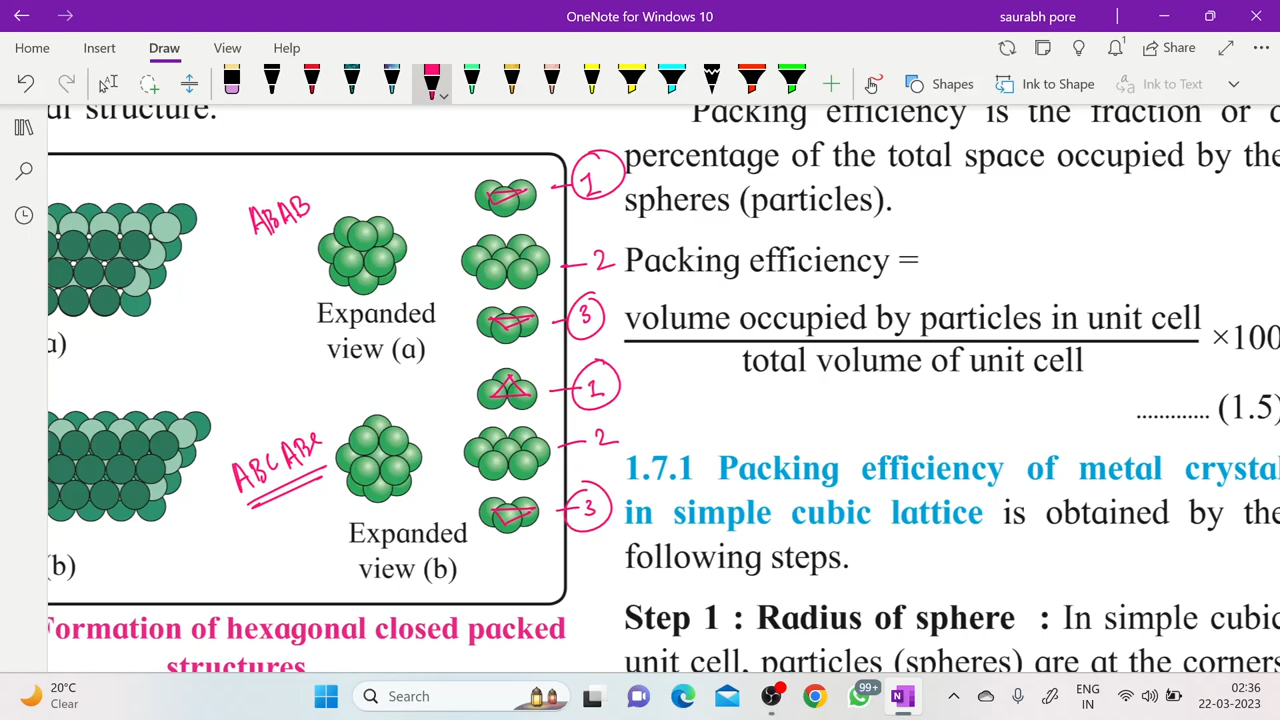 OneNote for Windows 10
saurabh pore
Home
Insert
Draw
View
Help
Share
Shapes
Ink to Shape
Ink to Text
structure.
ABAB
1
2
3
Expanded
view (a)
a)
1
2
3
ABCABC
Expanded
view (b)
(b)
Formation of hexagonal closed packed
structures
Packing efficiency is the fraction or a
percentage of the total space occupied by the
spheres (particles).
Packing efficiency =
volume occupied by particles in unit cell
total volume of unit cell
×100
............. (1.5)
1.7.1 Packing efficiency of metal crystal
in simple cubic lattice is obtained by the
following steps.
Step 1 : Radius of sphere : In simple cubic
unit cell, particles (spheres) are at the corners
20°C
Clear
Search
99+
ENG
IN
02:36
22-03-2023